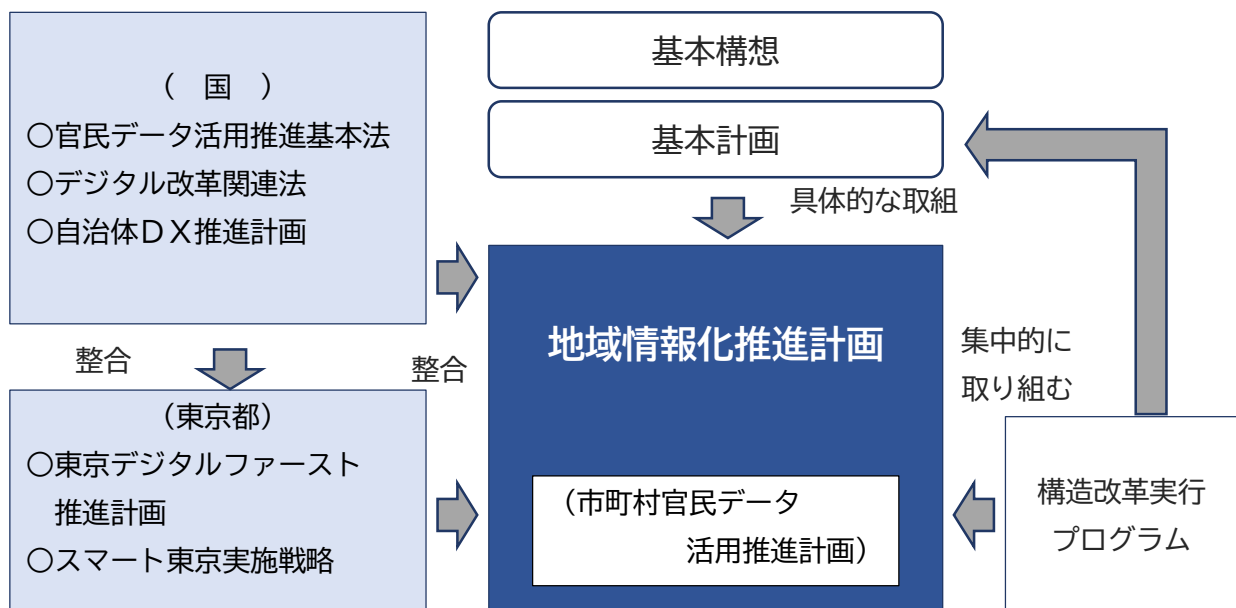 （　国　）
〇官民データ活用推進基本法
〇デジタル改革関連法
〇自治体ＤＸ推進計画
整合
（東京都）
〇東京デジタルファースト
推進計画
〇スマート東京実施戦略
整合
基本構想
基本計画
具体的な取組
地域情報化推進計画
（市町村官民データ
活用推進計画）
集中的に
取り組む
構造改革実行
プログラム